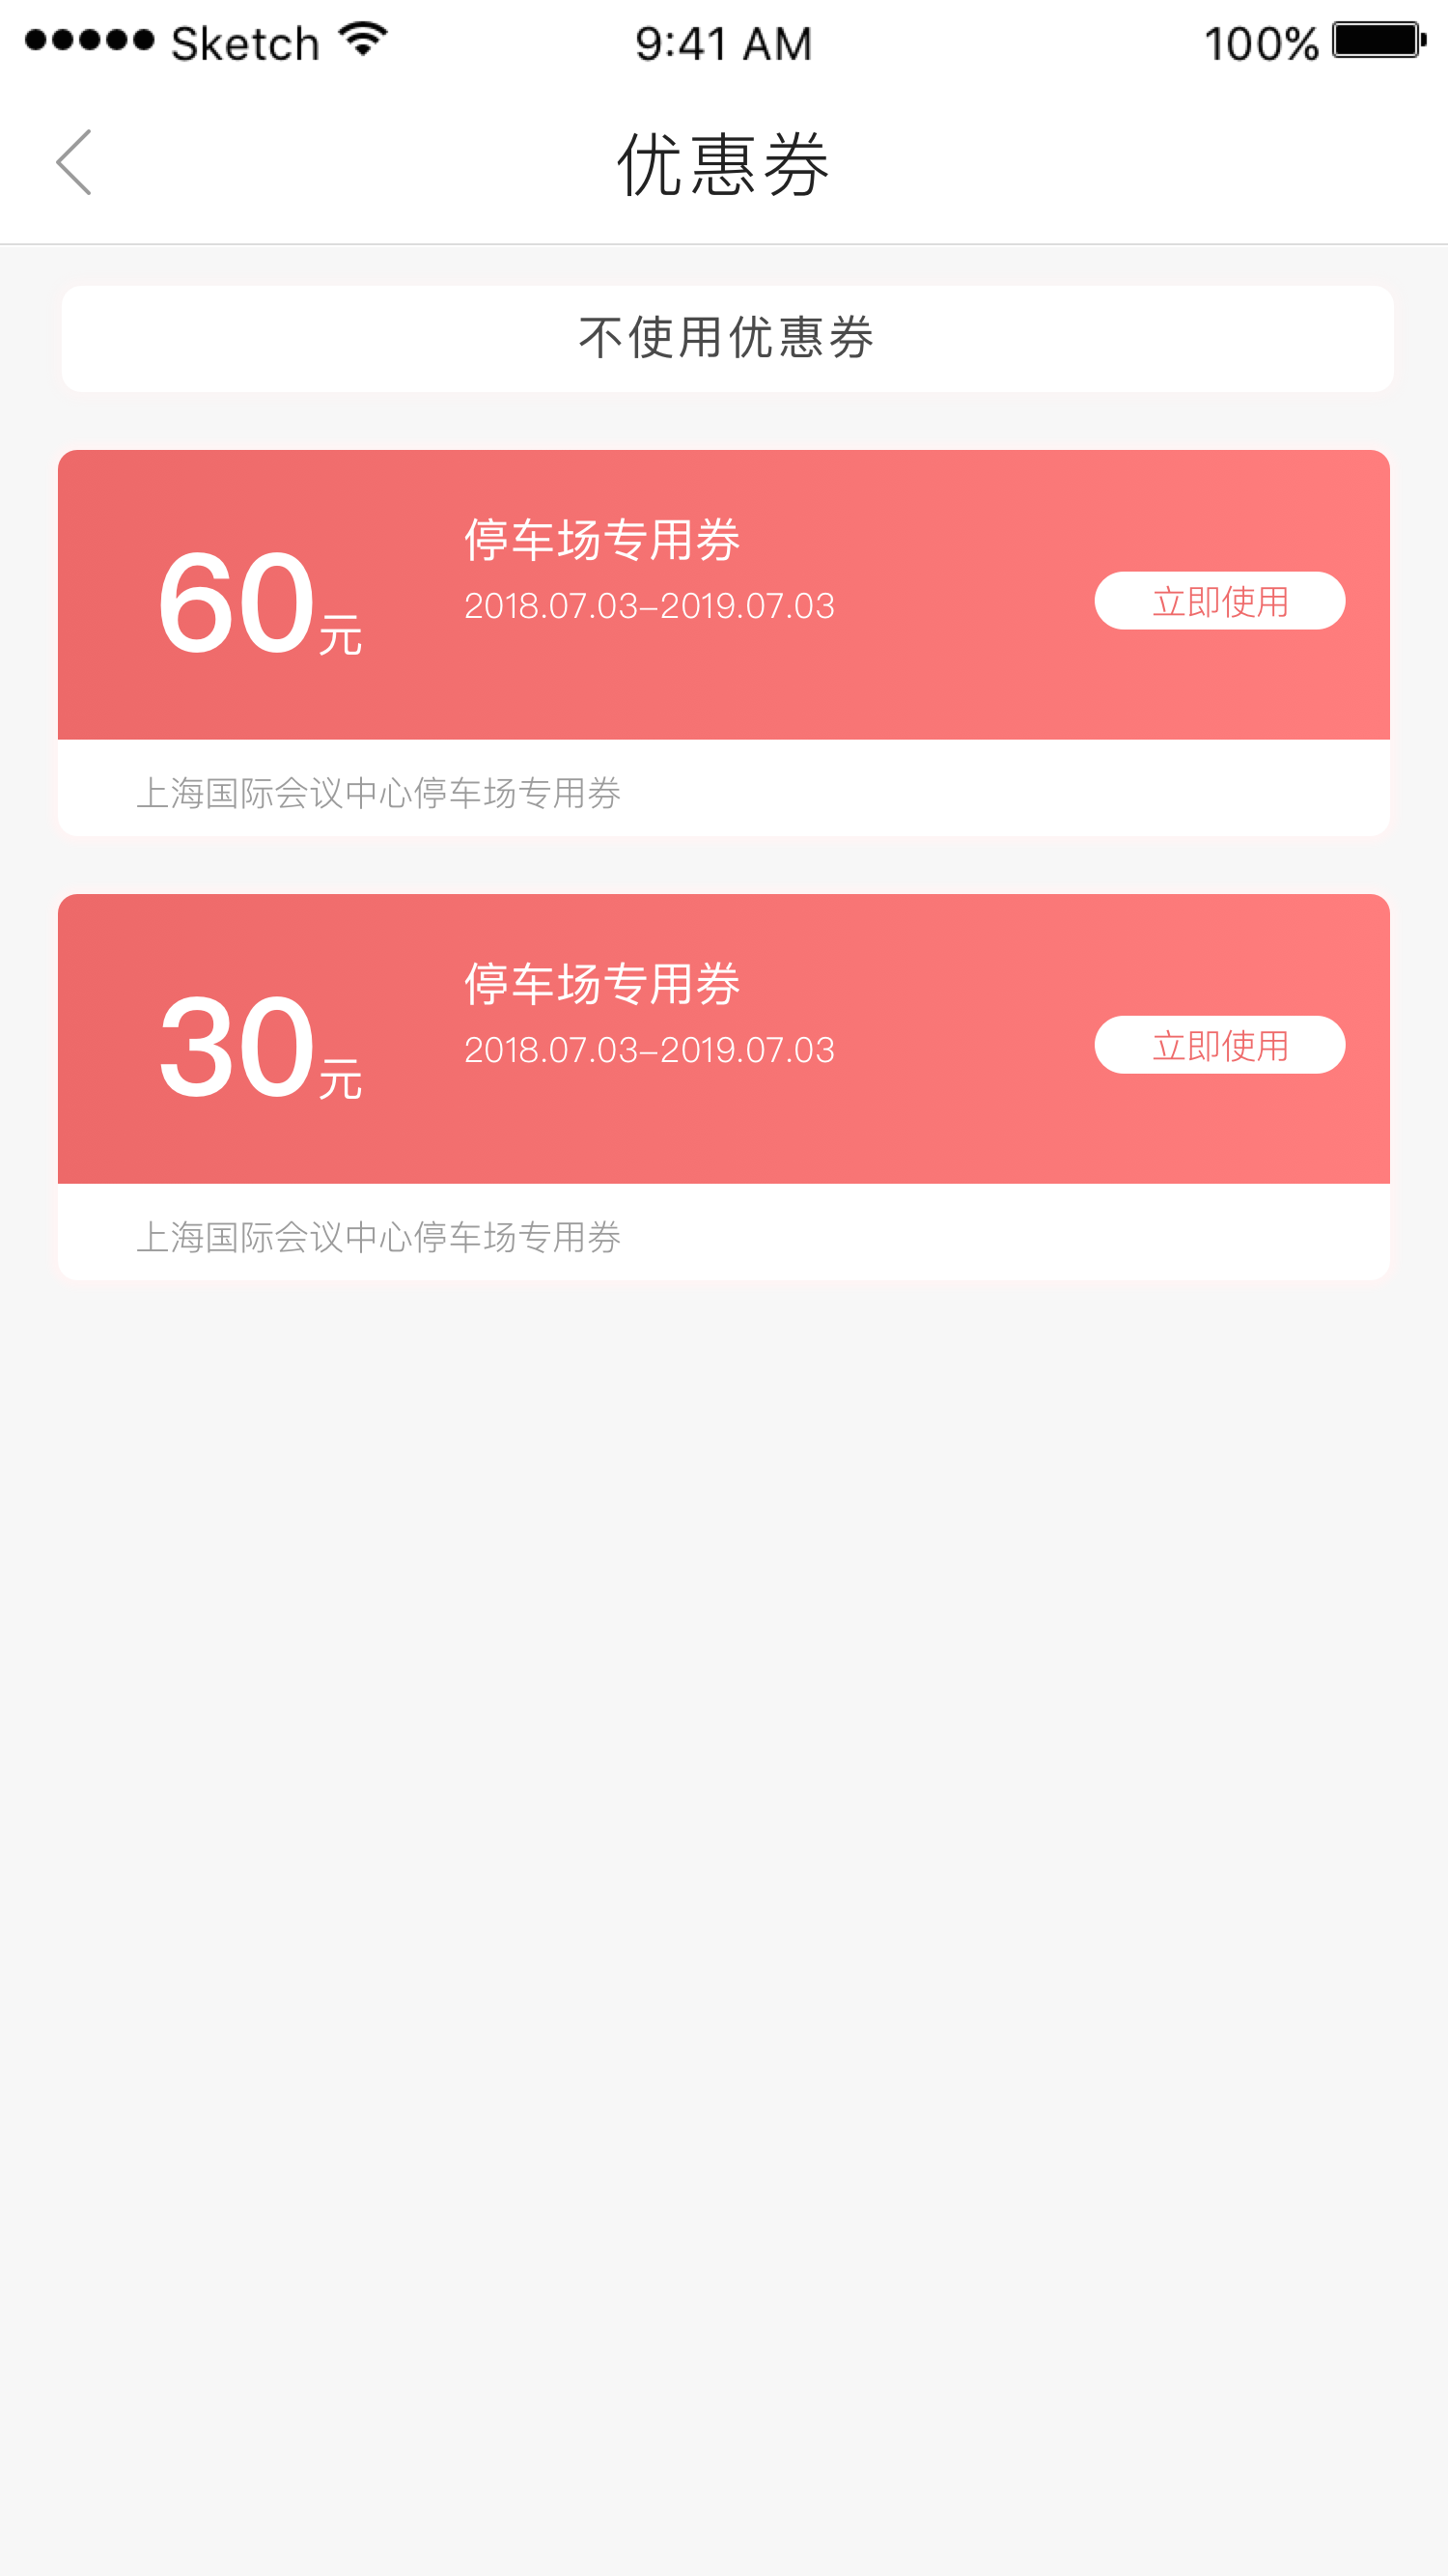 Sketch 9:41 AM 100%
优惠券
不使用优惠券
60元
停车场专用券
2018.07.03-2019.07.03
立即使用
上海国际会议中心停车场专用券
30元
停车场专用券
2018.07.03-2019.07.03
立即使用
上海国际会议中心停车场专用券